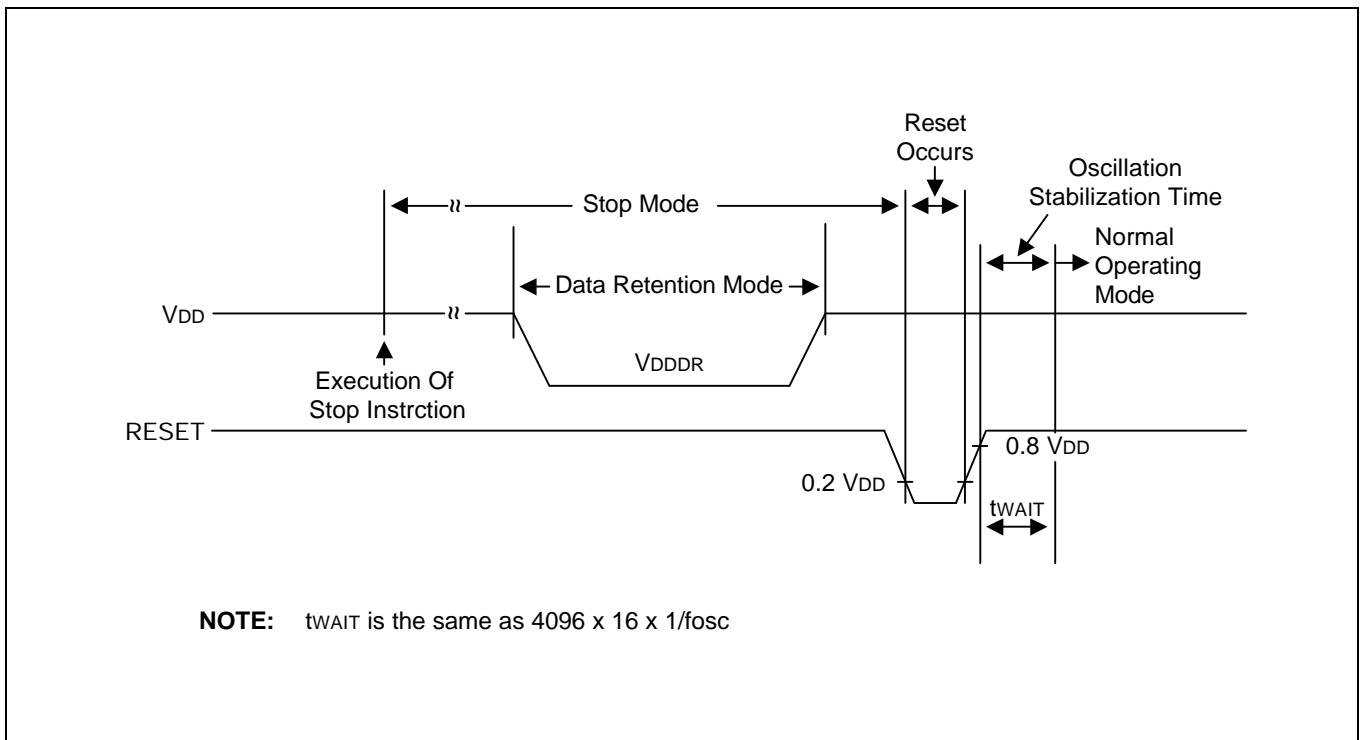 Reset
Occurs
Oscillation
Stabilization Time
Stop Mode
Normal
Operating
Mode
Data Retention Mode
VDD
VDDDR
Execution Of
Stop Instrction
RESET
0.8 VDD
0.2 VDD
tWAIT
NOTE: tWAIT is the same as 4096 x 16 x 1/fosc